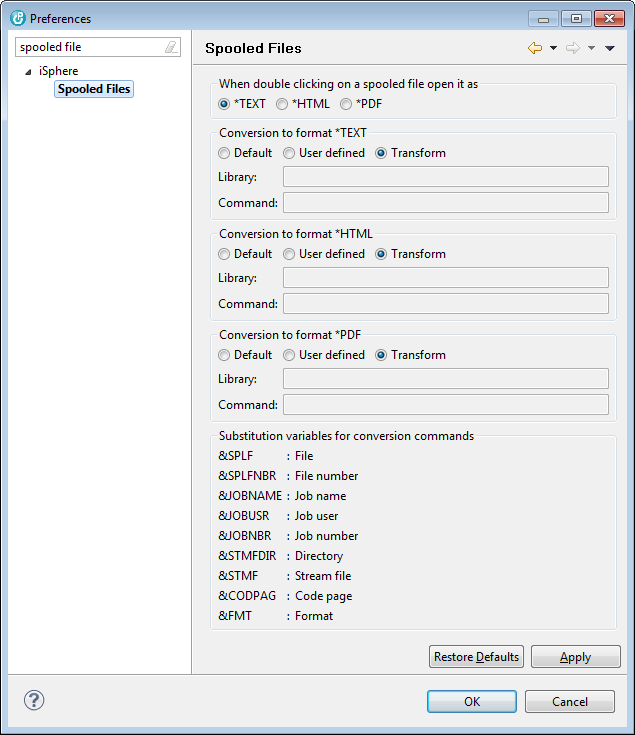 Preferences
spooled file
iSphere
Spooled Files
Spooled Files
When double clicking on a spooled file open it as
*TEXT *HTML *PDF
Conversion to format *TEXT
Default User defined Transform
Library:
Command:
Conversion to format *HTML
Default User defined Transform
Library:
Command:
Conversion to format *PDF
Default User defined Transform
Library:
Command:
Substitution variables for conversion commands
&SPLF : File
&SPLFNBR : File number
&JOBNAME : Job name
&JOBUSR : Job user
&JOBNBR : Job number
&STMFDIR : Directory
&STMF : Stream file
&CODPAG : Code page
&FMT : Format
Restore Defaults Apply
OK Cancel